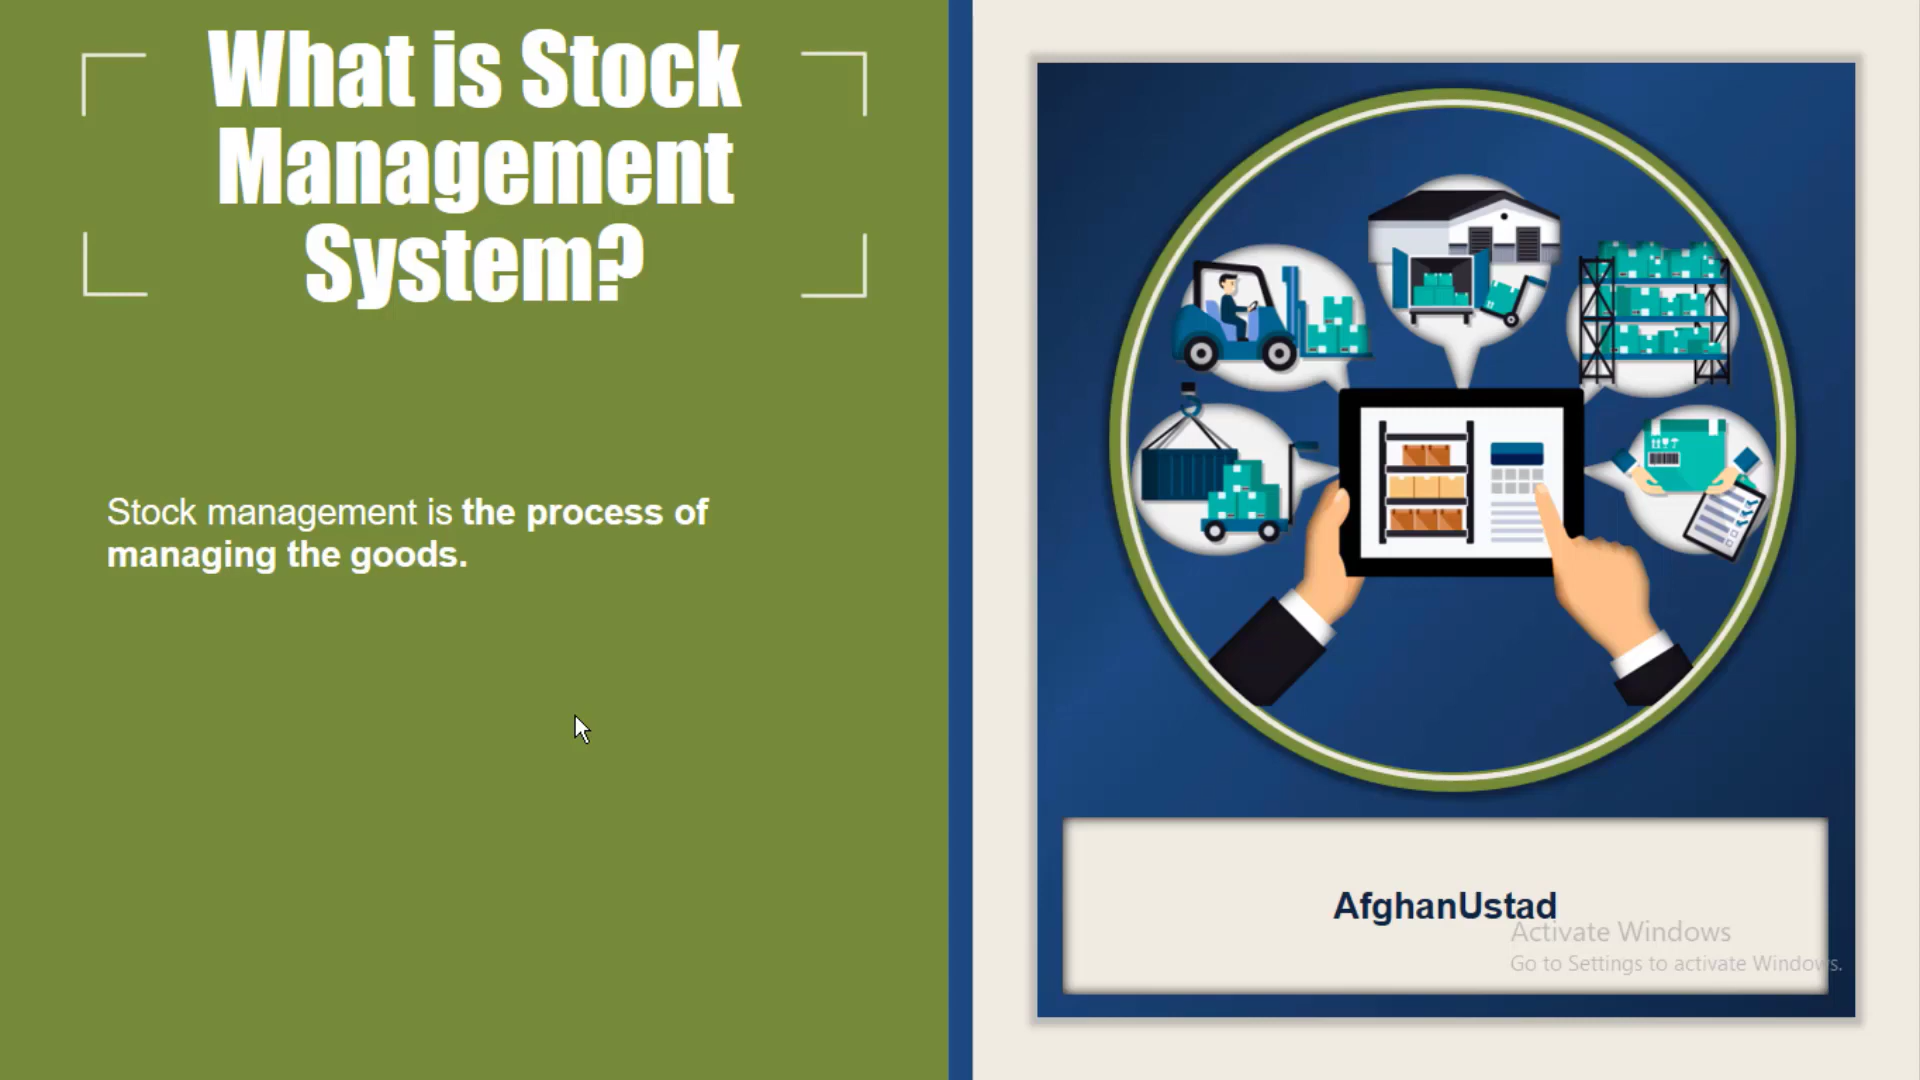 What is Stock
Management
System?
Stock management is the process of
managing the goods.
AfghanUstad
Activate Windows
Go to Settings to activate Windows.